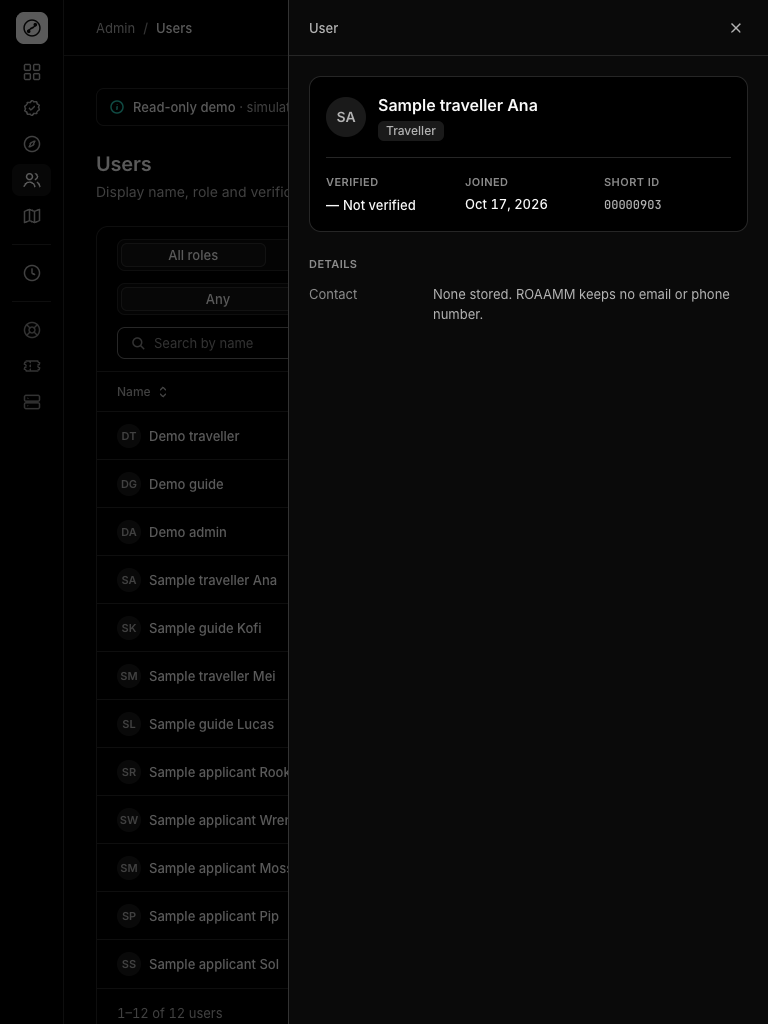 Admin / Users
Read-only demo · simulat
Users
Display name, role and verific
All roles
Any
Search by name
Name
DT Demo traveller
DG Demo guide
DA Demo admin
SA Sample traveller Ana
SK Sample guide Kofi
SM Sample traveller Mei
SL Sample guide Lucas
SR Sample applicant Rook
SW Sample applicant Wren
SM Sample applicant Moss
SP Sample applicant Pip
SS Sample applicant Sol
1–12 of 12 users
User
SA Sample traveller Ana
Traveller
VERIFIED JOINED SHORT ID
— Not verified Oct 17, 2026 00000903
DETAILS
Contact None stored. ROAAMM keeps no email or phone
number.